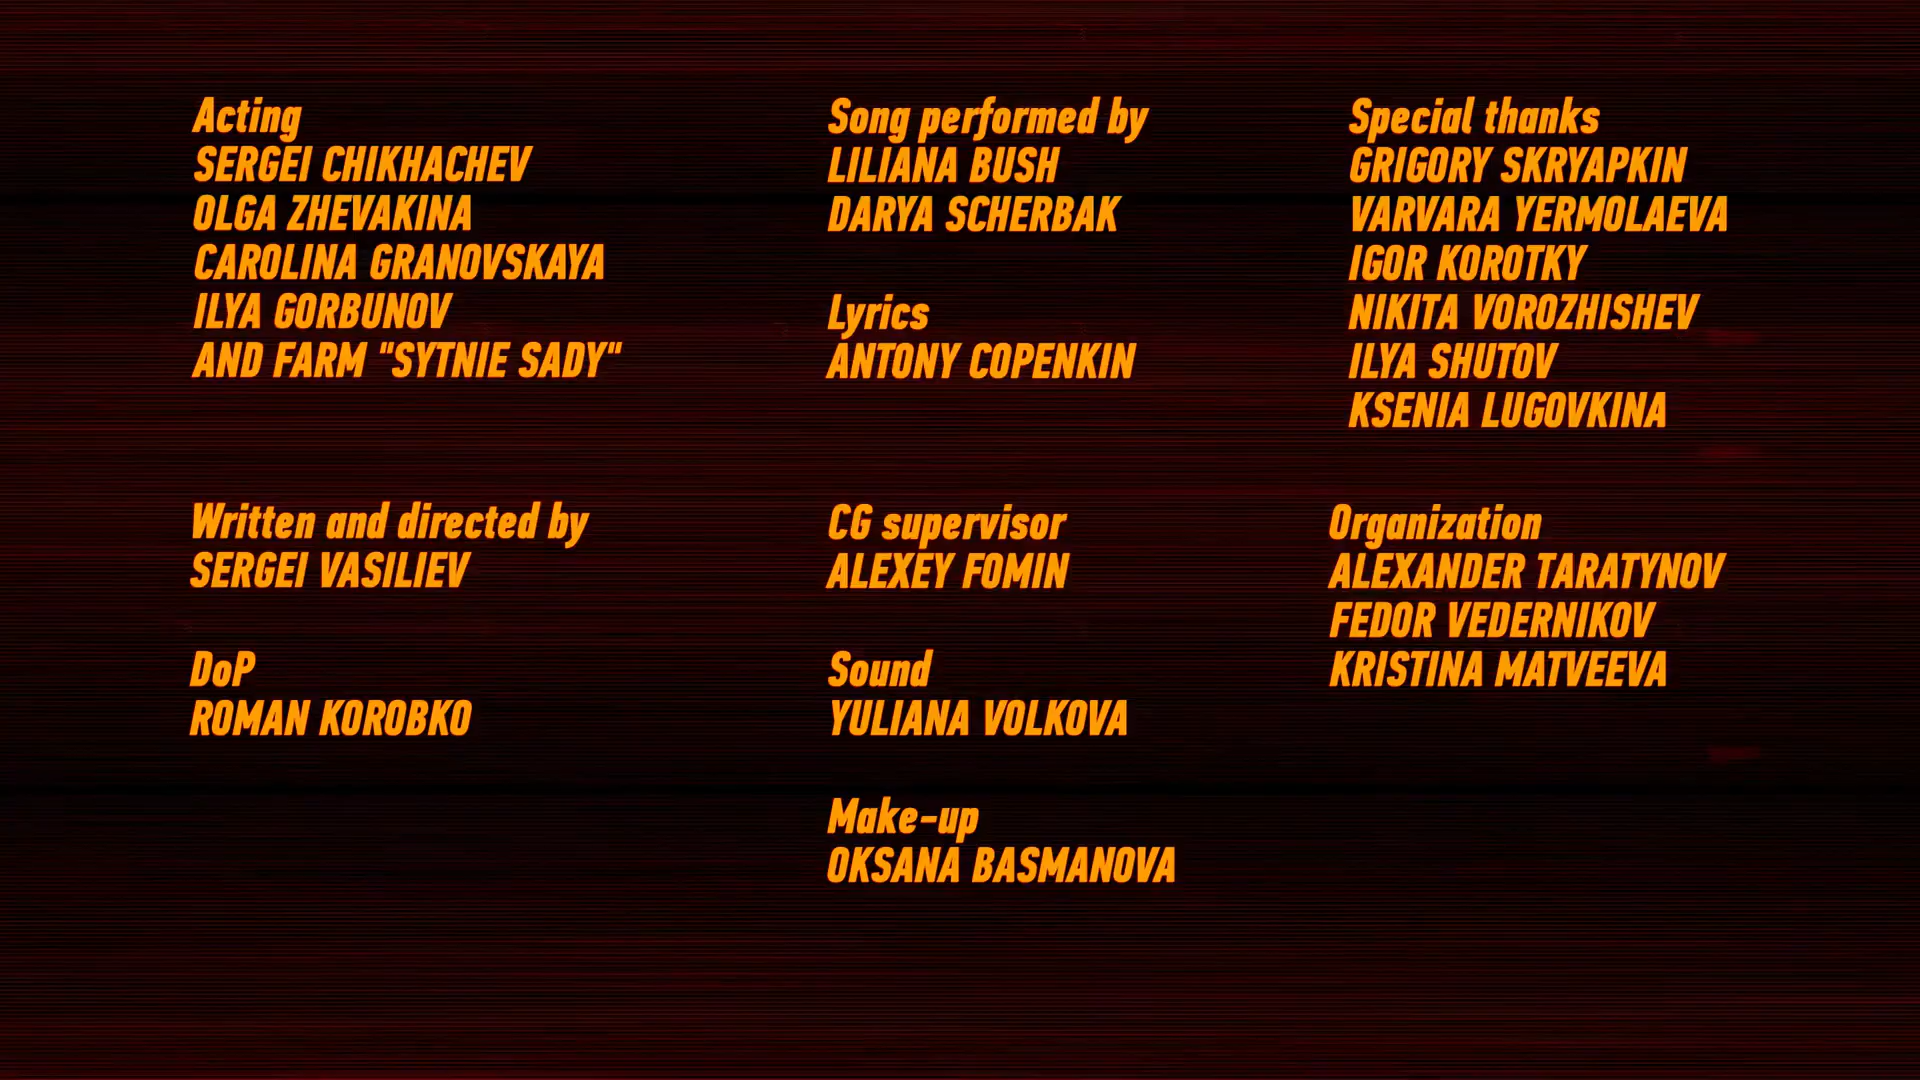 Acting
SERGEI CHIKHACHEV
OLGA ZHEVAKINA
CAROLINA GRANOVSKAYA
ILYA GORBUNOV
AND FARM "SYTNIE SADY"
Written and directed by
SERGEI VASILIEV
DoP
ROMAN KOROBKO
Song performed by
LILIANA BUSH
DARYA SCHERBAK
Lyrics
ANTONY COPENKIN
CG supervisor
ALEXEY FOMIN
Sound
YULIANA VOLKOVA
Make-up
OKSANA BASMANOVA
Special thanks
GRIGORY SKRYAPKIN
VARVARA YERMOLAEVA
IGOR KOROTKY
NIKITA VOROZHISHEV
ILYA SHUTOV
KSENIA LUGOVKINA
Organization
ALEXANDER TARATYNOV
FEDOR VEDERNIKOV
KRISTINA MATVEEVA